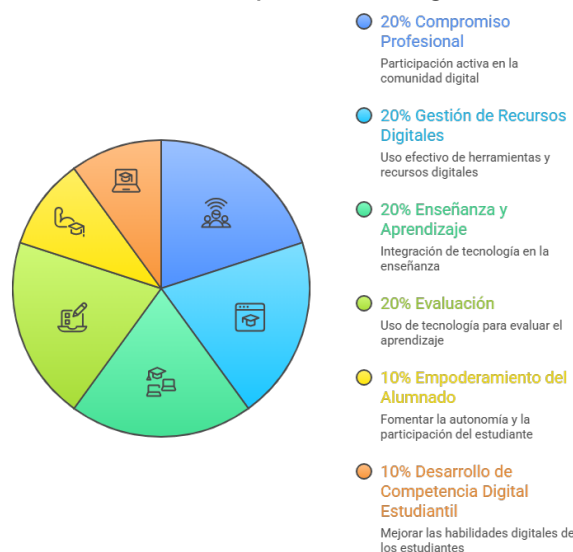 20% Compromiso
Profesional
Participación activa en la
comunidad digital
20% Gestión de Recursos
Digitales
Uso efectivo de herramientas y
recursos digitales
20% Enseñanza y
Aprendizaje
Integración de tecnología en la
enseñanza
20% Evaluación
Uso de tecnología para evaluar el
aprendizaje
10% Empoderamiento del
Alumnado
Fomentar la autonomía y la
participación del estudiante
10% Desarrollo de
Competencia Digital
Estudiantil
Mejorar las habilidades digitales de
los estudiantes